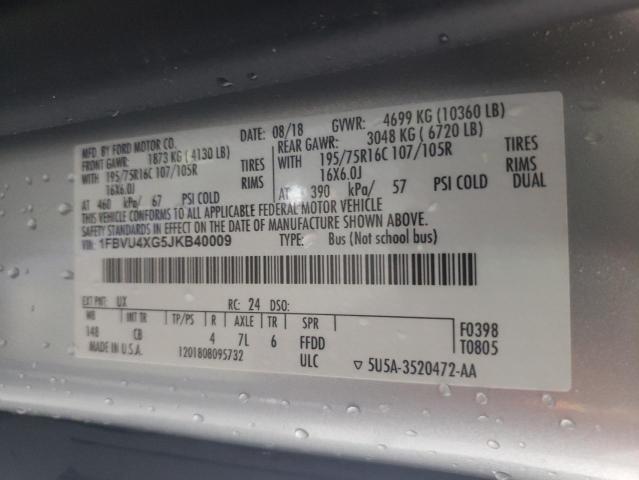 MFD. BY FORD MOTOR CO.
DATE: 08/18 GVWR: 4699 KG (10360 LB)
FRONT GAWR: 1873 KG (4130 LB) REAR GAWR: 3048 KG (6720 LB)
WITH 195/75R16C 107/105R TIRES WITH 195/75R16C 107/105R TIRES
16X6.0J RIMS 16X6.0J RIMS
AT 460 kPa/ 67 PSI COLD AT 390 kPa/ 57 PSI COLD DUAL
THIS VEHICLE CONFORMS TO ALL APPLICABLE FEDERAL MOTOR VEHICLE
SAFETY STANDARDS IN EFFECT ON THE DATE OF MANUFACTURE SHOWN ABOVE.
VIN: 1FBVU4XG5JKB40009 TYPE: Bus (Not school bus)
EXT PNT: UX RC: 24 DSO:
WB INT TR TP/PS R AXLE TR SPR F0398
148 CB 4 7L 6 FFDD T0805
MADE IN U.S.A. 1201808095732 ULC ▽ 5U5A-3520472-AA